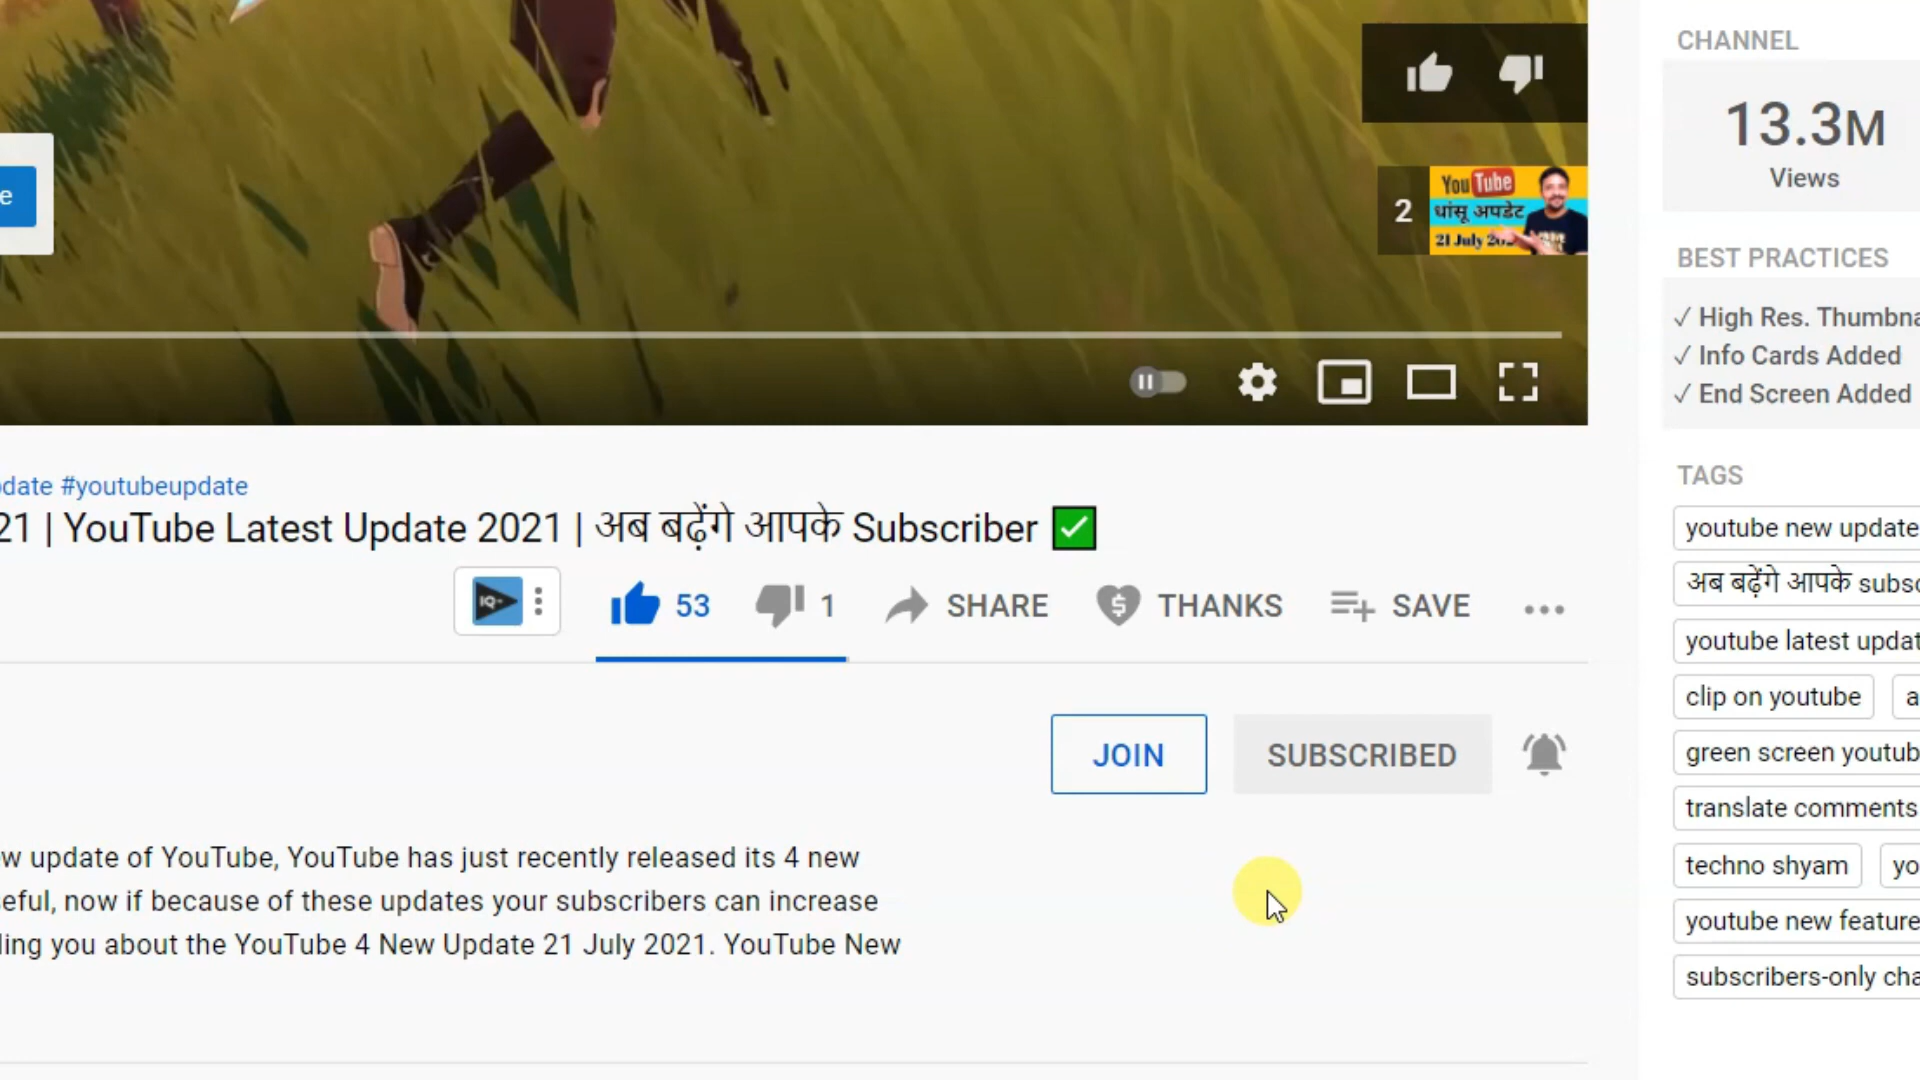 CHANNEL
13.3M
Views
e
2
YouTube
धांसू अपडेट
21 July
BEST PRACTICES
✓ High Res. Thumbna
✓ Info Cards Added
✓ End Screen Added
date #youtubeupdate
21 | YouTube Latest Update 2021 | अब बढ़ेंगे आपके Subscriber ✅
IQ
53
1
SHARE
THANKS
SAVE
JOIN
SUBSCRIBED
w update of YouTube, YouTube has just recently released its 4 new
eful, now if because of these updates your subscribers can increase
ling you about the YouTube 4 New Update 21 July 2021. YouTube New
TAGS
youtube new update
अब बढ़ेंगे आपके subsc
youtube latest updat
clip on youtube
a
green screen youtub
translate comments
techno shyam
yo
youtube new feature
subscribers-only cha